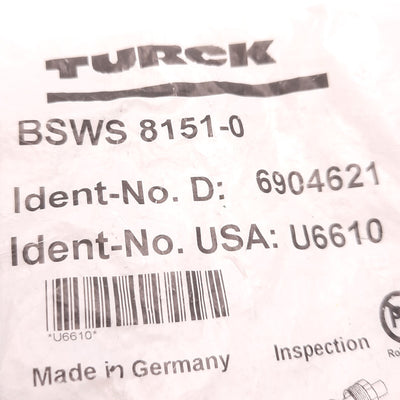 TURCK
BSWS 8151-0
Ident-No. D: 6904621
Ident-No. USA: U6610
*U6610*
Made in Germany
Inspection